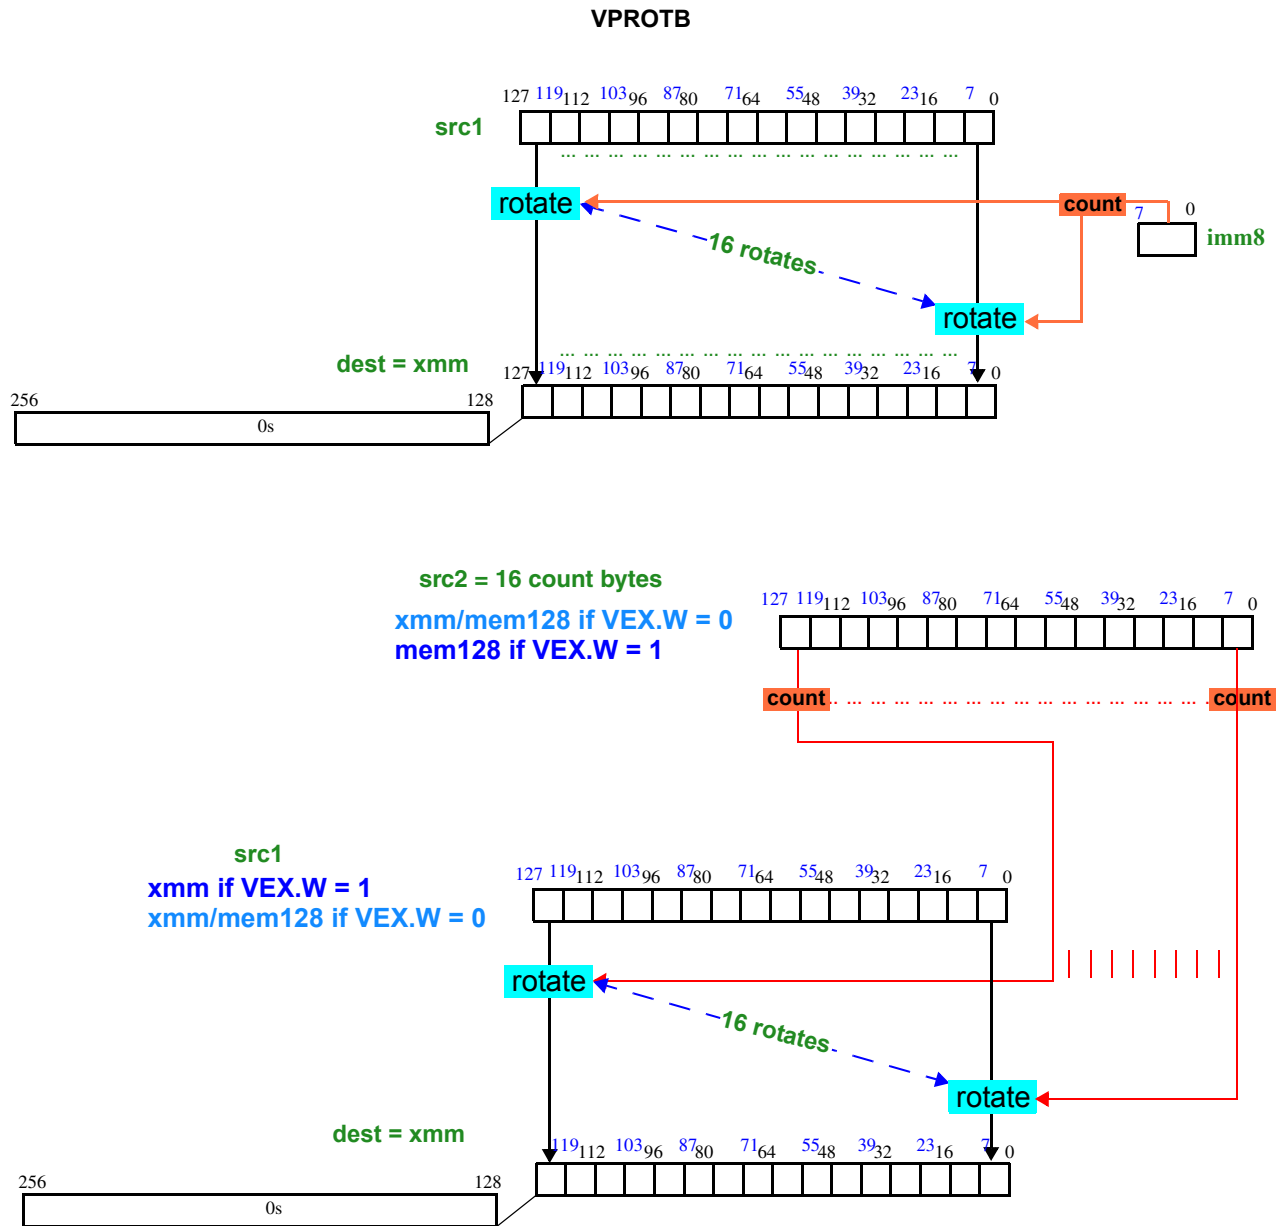 VPROTB
127 119 112 103 96 87 80 71 64 55 48 39 32 23 16 7 0
src1
... ... ... ... ... ... ... ... ... ... ... ... ... ... ... ... ...
rotate
count
7 0
imm8
16 rotates
rotate
... ... ... ... ... ... ... ... ... ... ... ... ... ... ... ... ...
dest = xmm
127 119 112 103 96 87 80 71 64 55 48 39 32 23 16 7 0
256 128
0s
src2 = 16 count bytes
127 119 112 103 96 87 80 71 64 55 48 39 32 23 16 7 0
xmm/mem128 if VEX.W = 0
mem128 if VEX.W = 1
count ... ... ... ... ... ... ... ... ... ... ... ... ... ... ... count
src1
xmm if VEX.W = 1
127 119 112 103 96 87 80 71 64 55 48 39 32 23 16 7 0
xmm/mem128 if VEX.W = 0
rotate
16 rotates
rotate
dest = xmm
119 112 103 96 87 80 71 64 55 48 39 32 23 16 7 0
256 128
0s